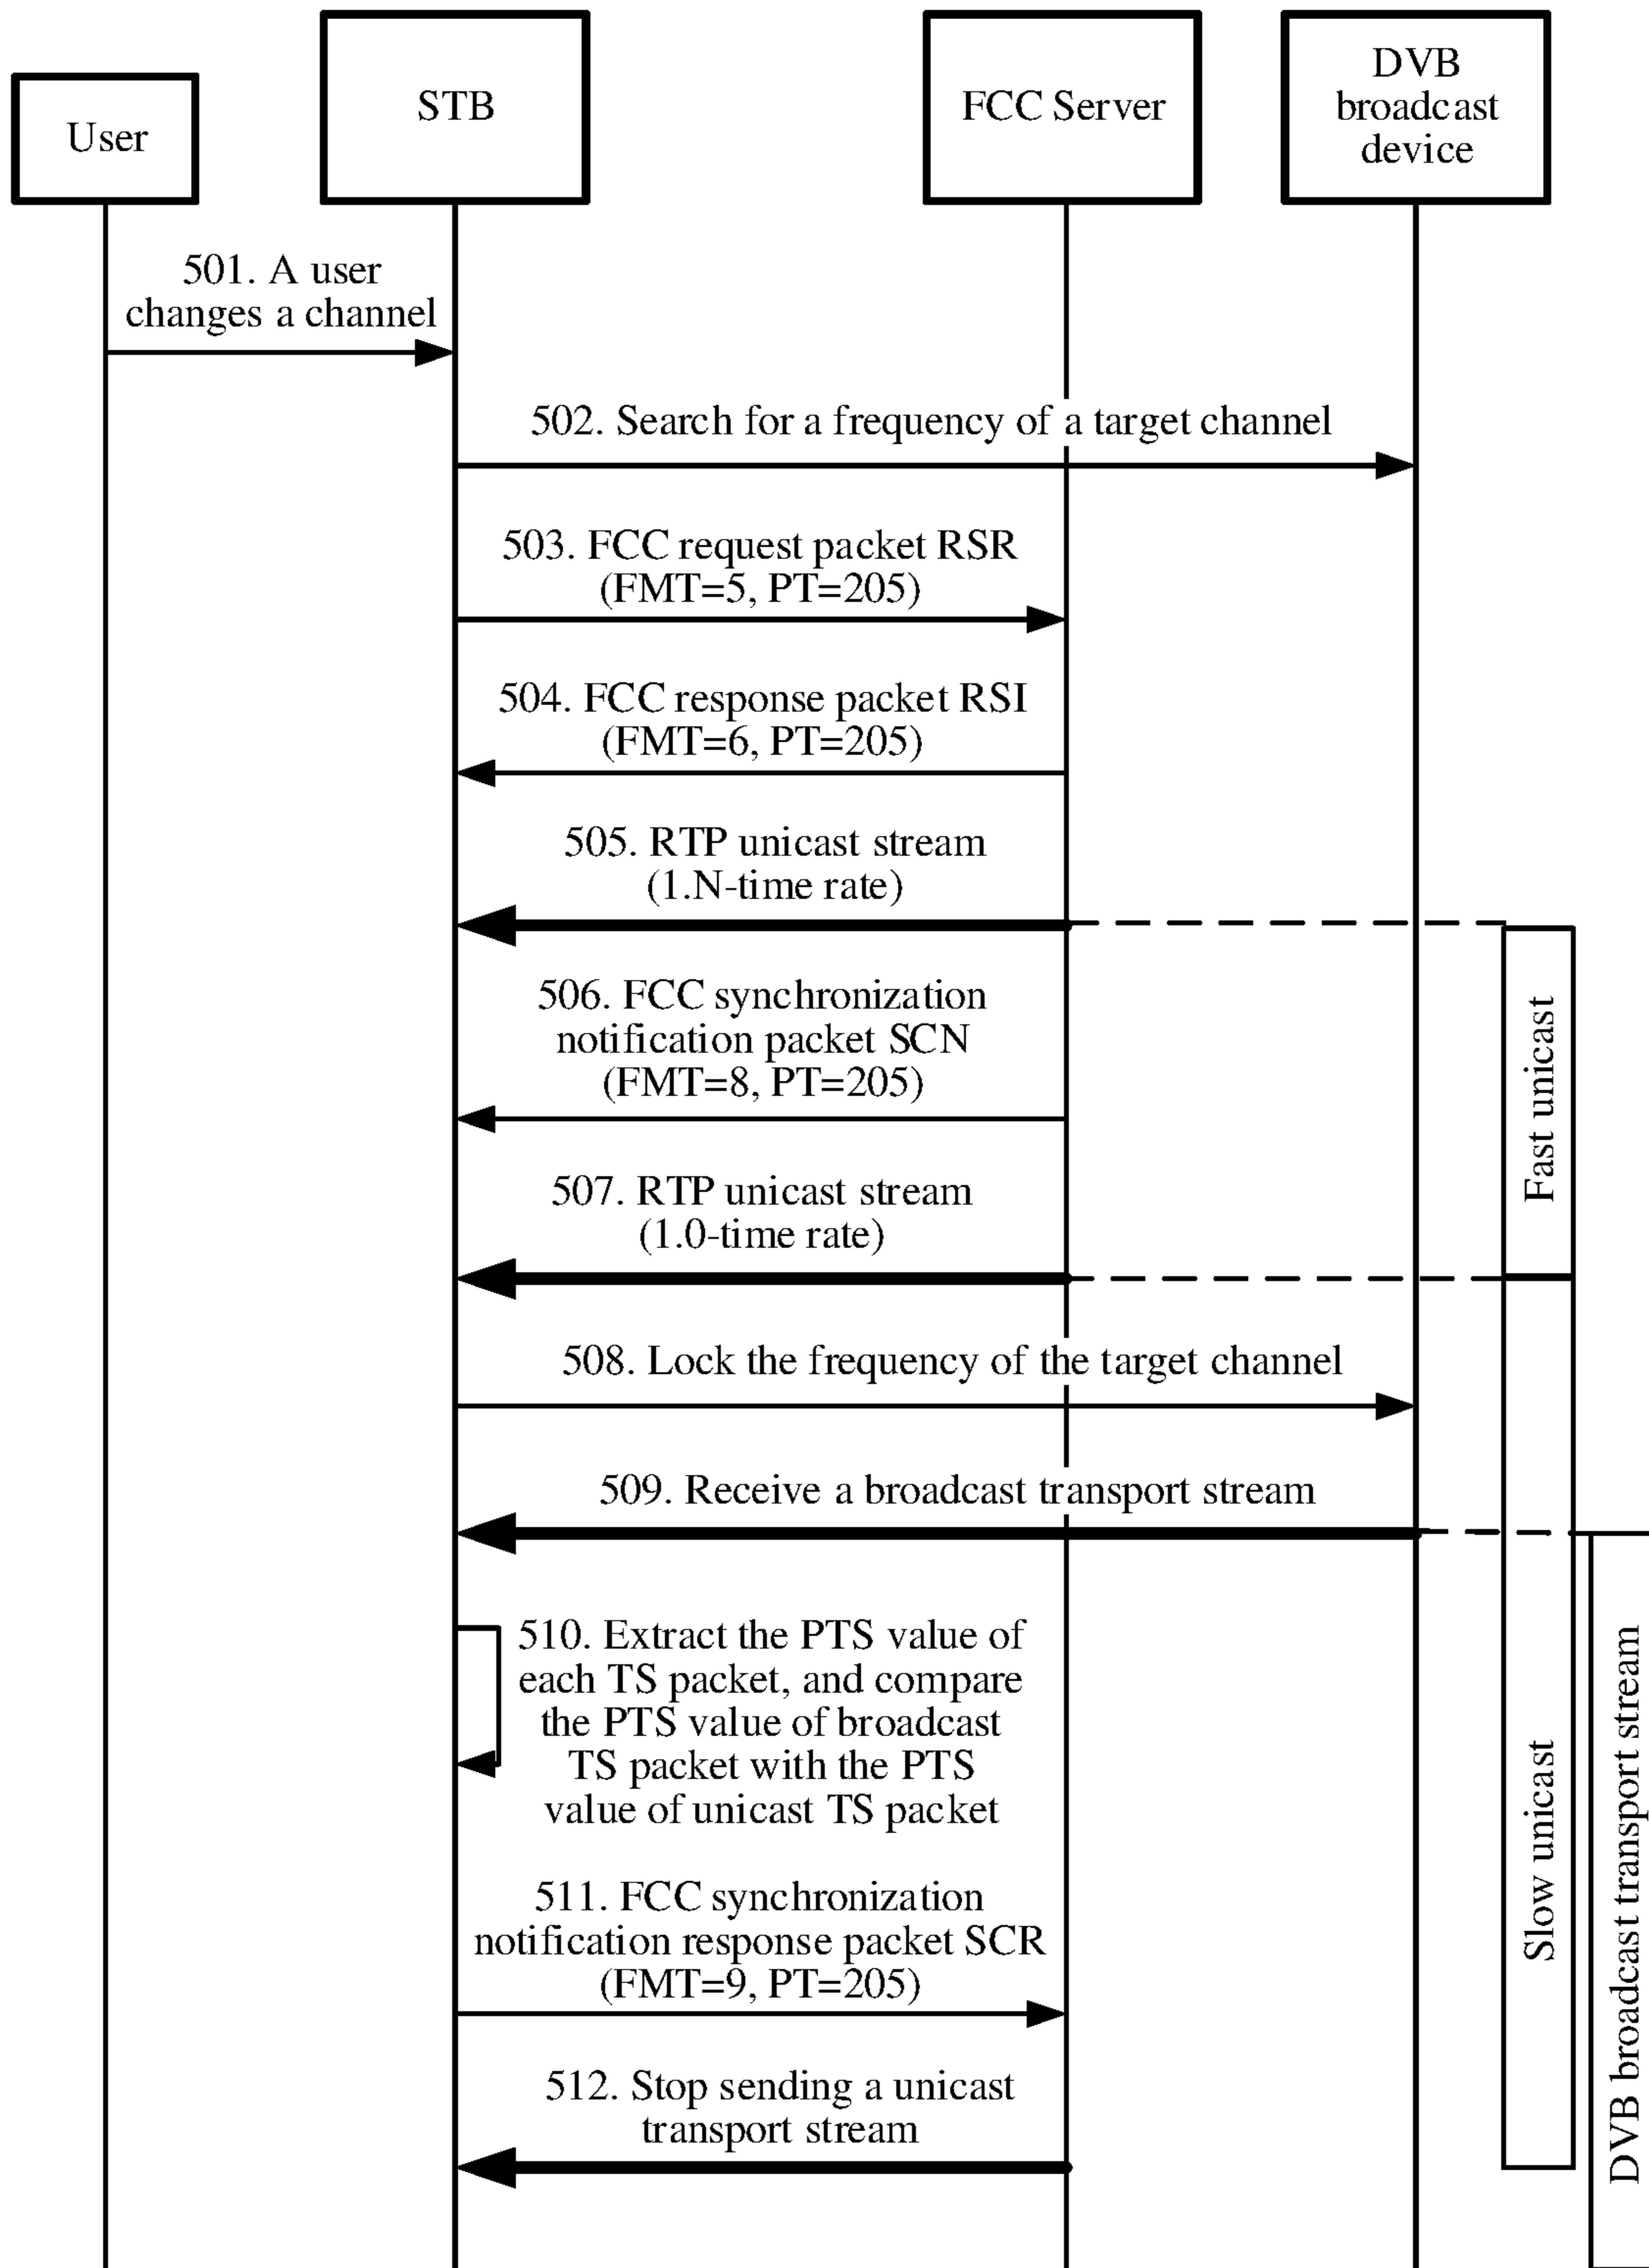 User
STB
FCC Server
DVB
broadcast
device
501. A user
changes a channel
502. Search for a frequency of a target channel
503. FCC request packet RSR
(FMT=5, PT=205)
504. FCC response packet RSI
(FMT=6, PT=205)
505. RTP unicast stream
(1.N-time rate)
506. FCC synchronization
notification packet SCN
(FMT=8, PT=205)
Fast unicast
507. RTP unicast stream
(1.0-time rate)
508. Lock the frequency of the target channel
509. Receive a broadcast transport stream
510. Extract the PTS value of
each TS packet, and compare
the PTS value of broadcast
TS packet with the PTS
value of unicast TS packet
Slow unicast
DVB broadcast transport stream
511. FCC synchronization
notification response packet SCR
(FMT=9, PT=205)
512. Stop sending a unicast
transport stream